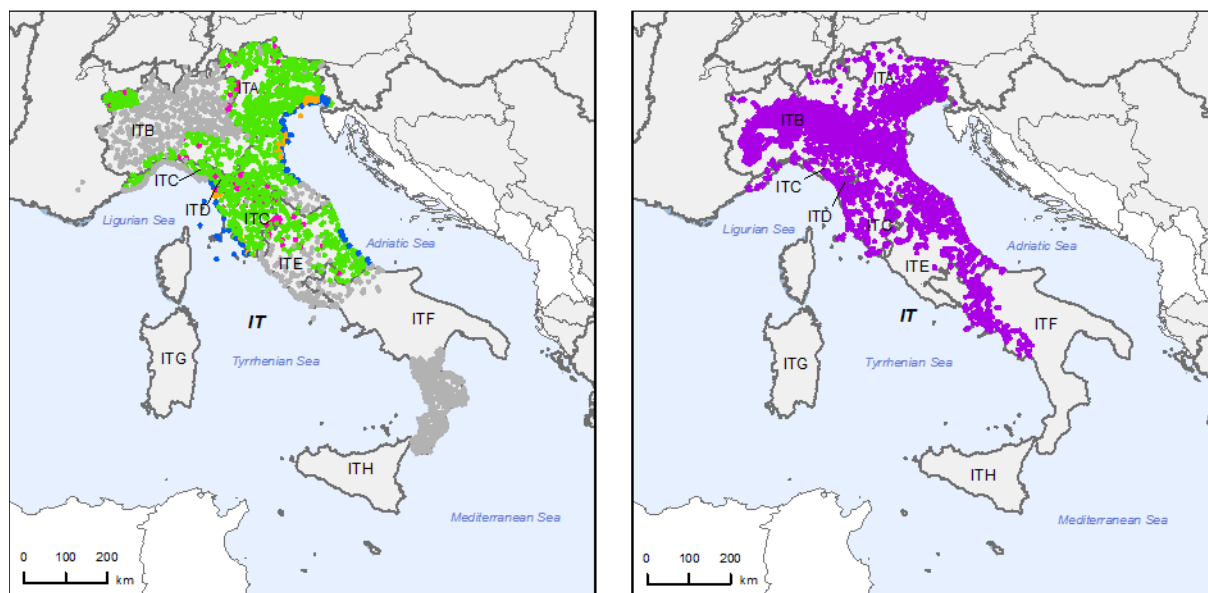 ITA
ITB
ITC
ITD
ITC
Ligurian Sea
Adriatic Sea
ITE
IT
ITF
ITG
Tyrrhenian Sea
ITH
Mediterranean Sea
0 100 200
km
ITA
ITB
ITC
ITD
ITC
Ligurian Sea
Adriatic Sea
ITE
IT
ITF
ITG
Tyrrhenian Sea
ITH
Mediterranean Sea
0 100 200
km